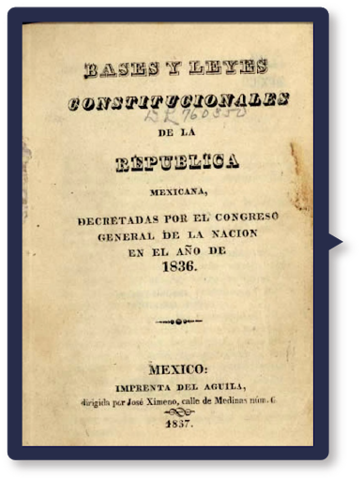 BASES Y LEYES
CONSTITUCIONALES
DE LA
RÉPUBLICA
MEXICANA,
DECRETADAS POR EL CONGRESO
GENERAL DE LA NACION
EN EL AÑO DE
1836.
MEXICO:
IMPRENTA DEL AGUILA,
dirigida por José Ximeno, calle de Medinas núm. 6
1837.